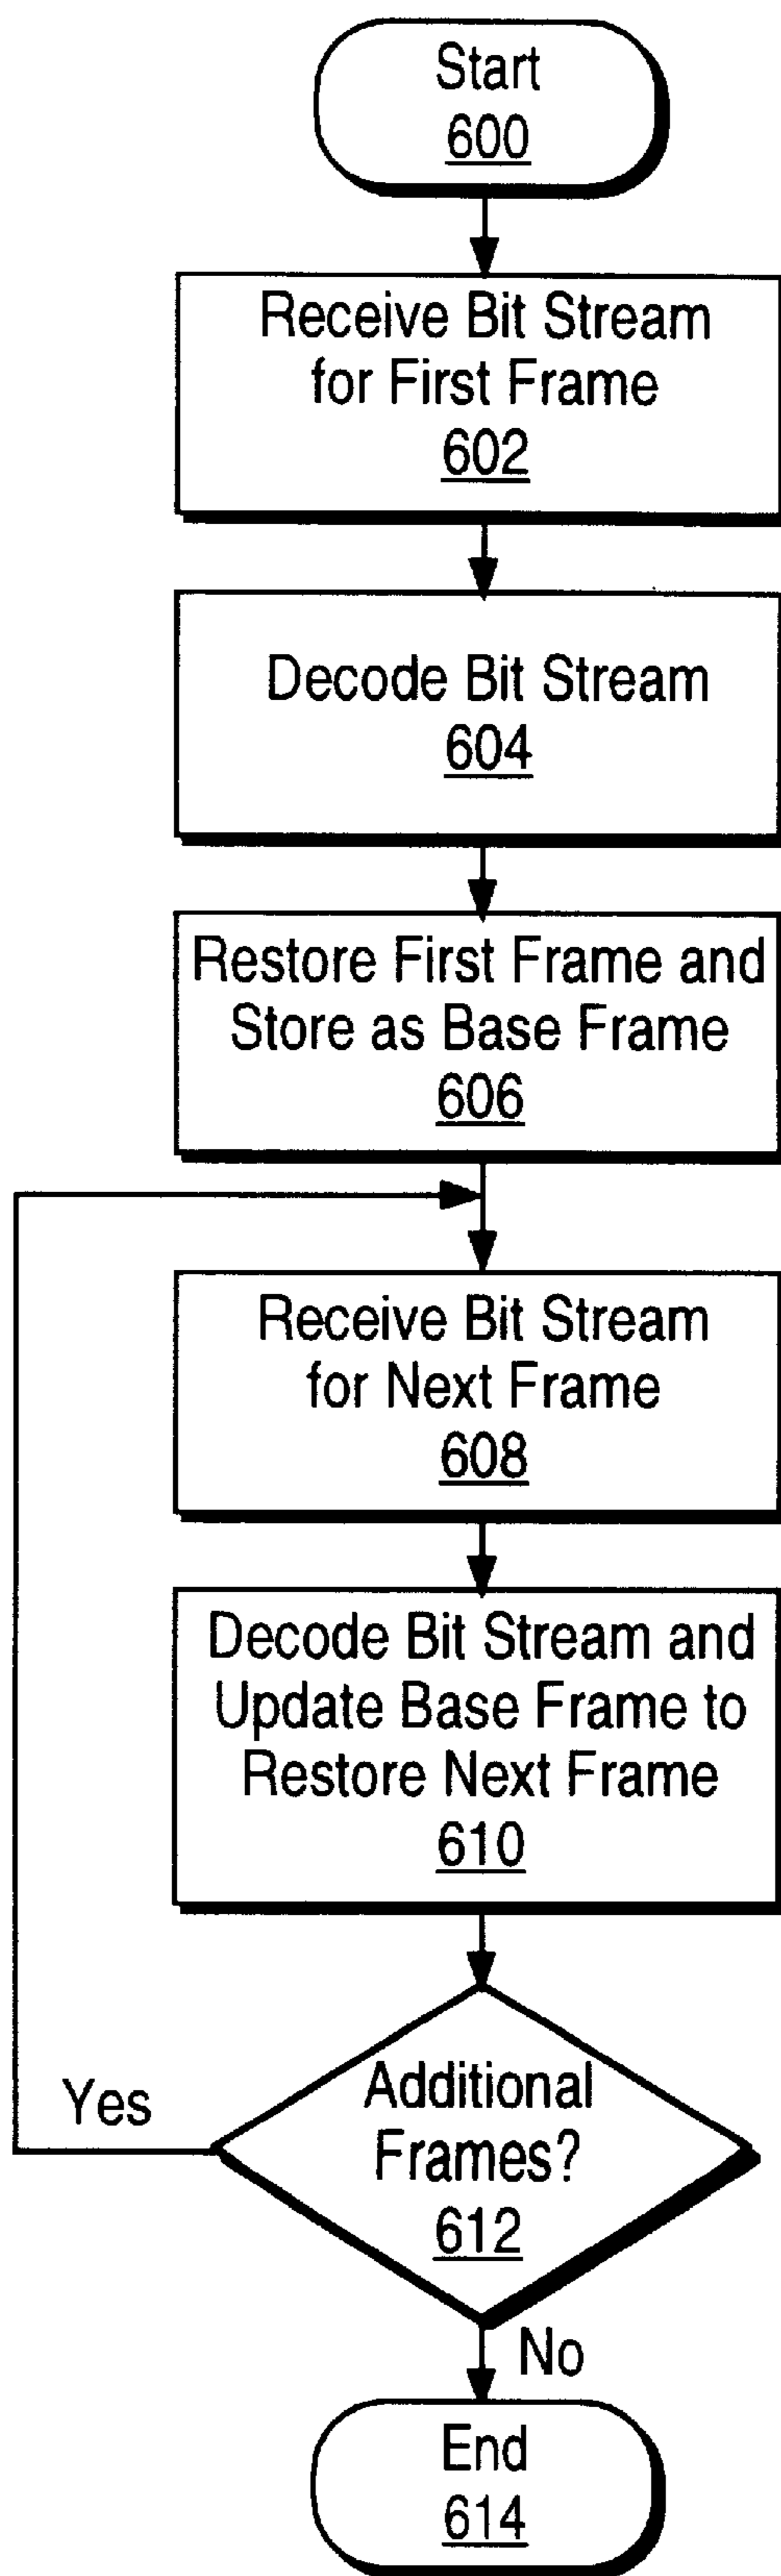 Start
600
Receive Bit Stream
for First Frame
602
Decode Bit Stream
604
Restore First Frame and
Store as Base Frame
606
Receive Bit Stream
for Next Frame
608
Decode Bit Stream and
Update Base Frame to
Restore Next Frame
610
Additional
Frames?
612
Yes
No
End
614